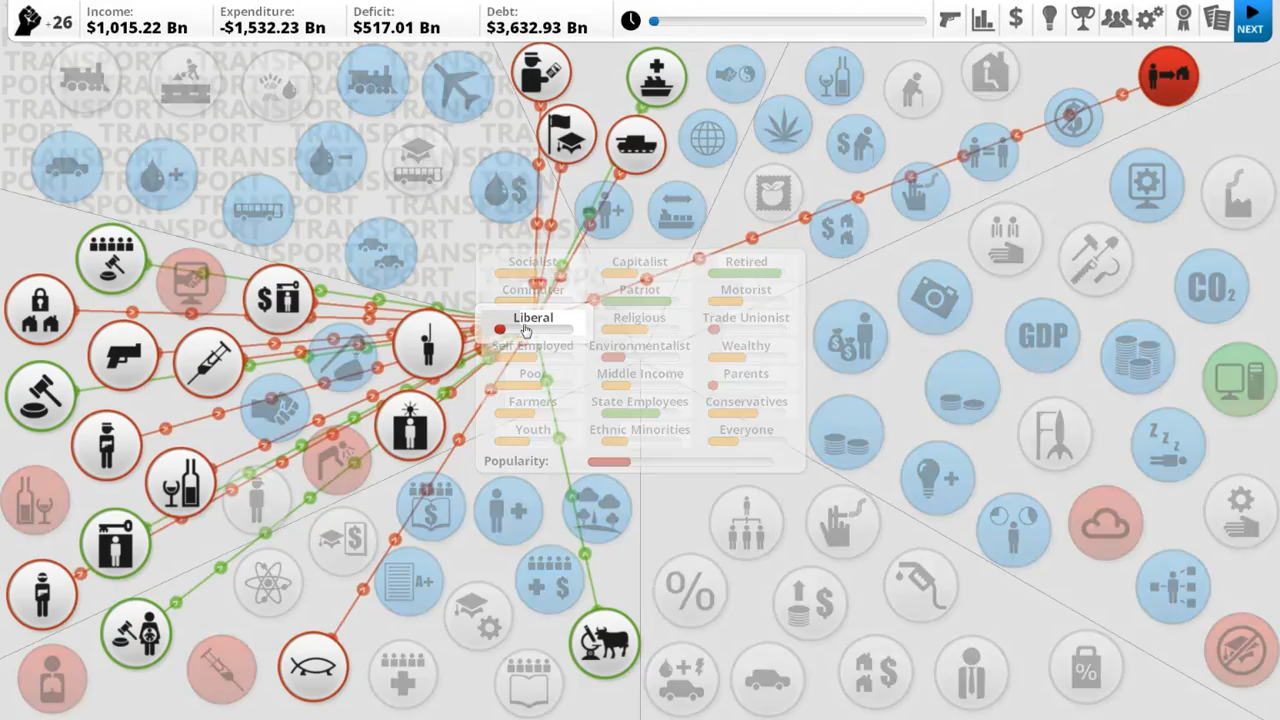 Income: Expenditure: Deficit: Debt:
+26 $1,015.22 Bn -$1,532.23 Bn $517.01 Bn $3,632.93 Bn
NEXT
TRANSPORT TRANSPORT
PORT TRANSPORT TRANSPORT
TRANSPORT TRANSPORT
Socialist Capitalist Retired
Commuter Patriot Motorist
Liberal Religious Trade Unionist
Self Employed Environmentalist Wealthy
Poor Middle Income Parents
Farmers State Employees Conservatives
Youth Ethnic Minorities Everyone
Popularity:
CO2
GDP
A+
Z Z Z
%
$